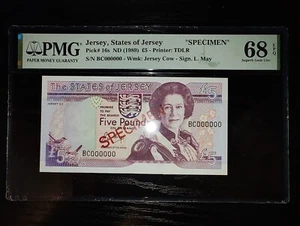 PMG
PAPER MONEY GUARANTY
Jersey, States of Jersey "SPECIMEN"
Pick# 16s ND (1989) £5 - Printer: TDLR
S/N BC000000 - Wmk: Jersey Cow - Sign. L. May
68 EPQ
Superb Gem Unc
The STATES of JERSEY
£5
BC000000
Five Pounds
SPECIMEN
BC000000
£5